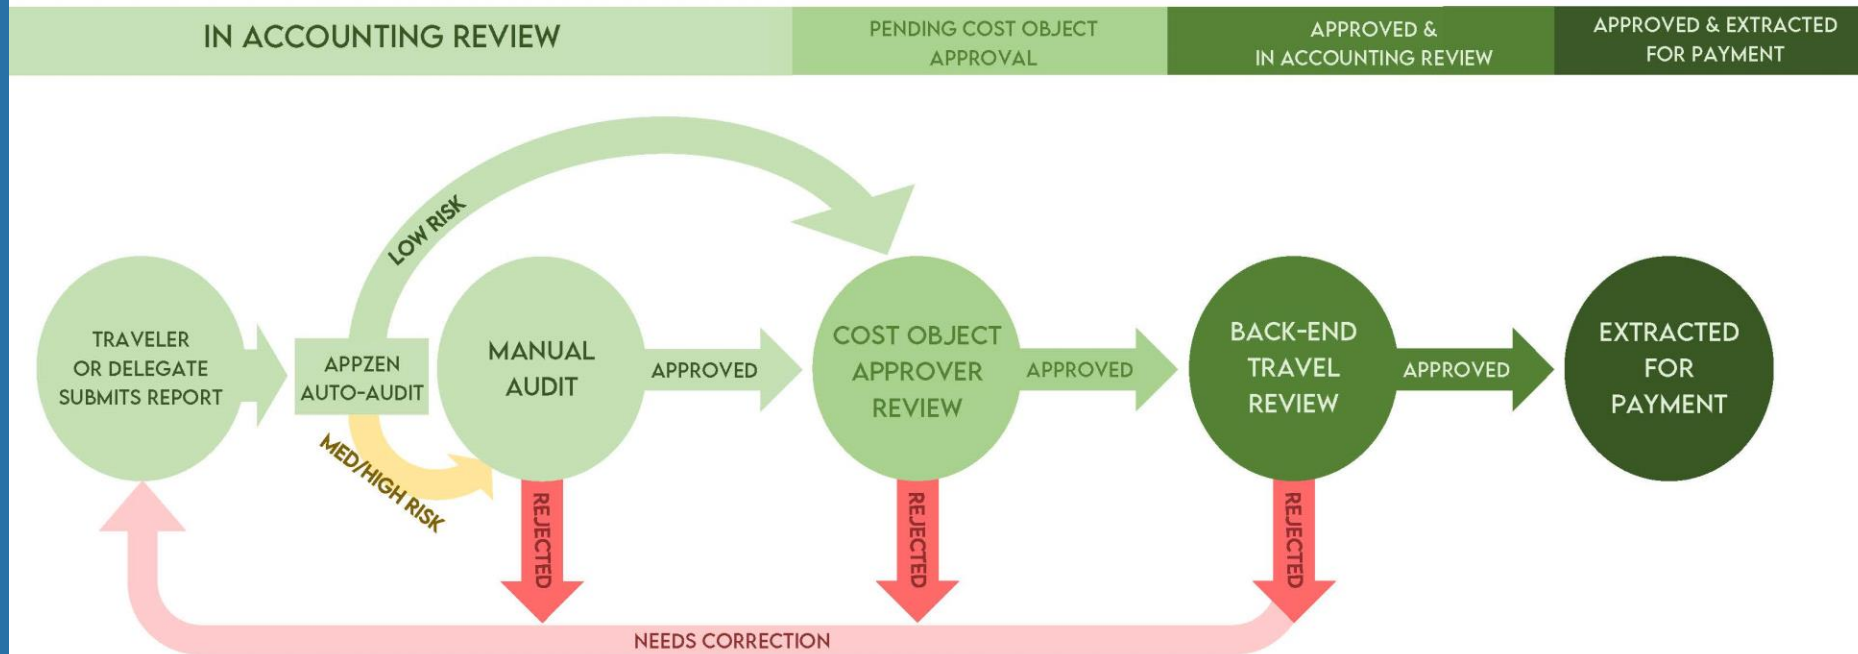 IN ACCOUNTING REVIEW
PENDING COST OBJECT
APPROVAL
APPROVED &
IN ACCOUNTING REVIEW
APPROVED & EXTRACTED
FOR PAYMENT
LOW RISK
TRAVELER
OR DELEGATE
SUBMITS REPORT
APPZEN
AUTO-AUDIT
MED/HIGH RISK
MANUAL
AUDIT
APPROVED
COST OBJECT
APPROVER
REVIEW
APPROVED
BACK-END
TRAVEL
REVIEW
APPROVED
EXTRACTED
FOR
PAYMENT
REJECTED
REJECTED
REJECTED
NEEDS CORRECTION